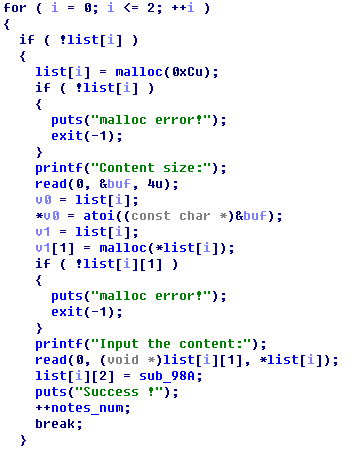 for ( i = 0; i <= 2; ++i )
{
  if ( !list[i] )
  {
    list[i] = malloc(0xCu);
    if ( !list[i] )
    {
      puts("malloc error!");
      exit(-1);
    }
    printf("Content size:");
    read(0, &buf, 4u);
    v0 = list[i];
    *v0 = atoi((const char *)&buf);
    v1 = list[i];
    v1[1] = malloc(*list[i]);
    if ( !list[i][1] )
    {
      puts("malloc error!");
      exit(-1);
    }
    printf("Input the content:");
    read(0, (void *)list[i][1], *list[i]);
    list[i][2] = sub_98A;
    puts("Success !");
    ++notes_num;
    break;
  }